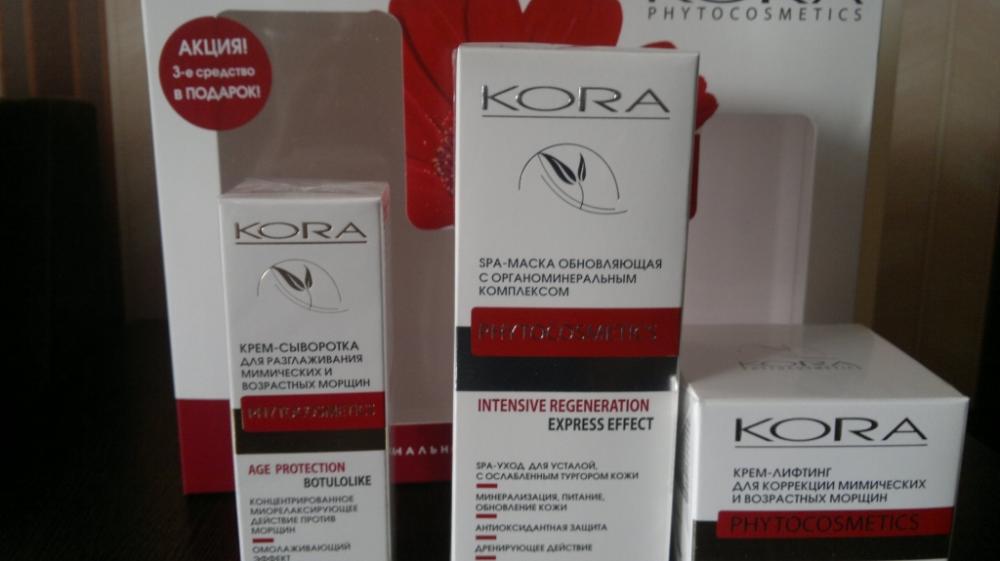 АКЦИЯ!
3-е средство
В ПОДАРОК!
KORA
PHYTOCOSMETICS
KORA
КРЕМ-СЫВОРОТКА
ДЛЯ РАЗГЛАЖИВАНИЯ
МИМИЧЕСКИХ И
ВОЗРАСТНЫХ МОРЩИН
PHYTOCOSMETICS
AGE PROTECTION
BOTULOLIKE
КОНЦЕНТРИРОВАННОЕ
МИОРЕЛАКСИРУЮЩЕЕ
ДЕЙСТВИЕ ПРОТИВ
МОРЩИН
ОМОЛАЖИВАЮЩИЙ
ЭФФЕКТ
KORA
SPA-МАСКА ОБНОВЛЯЮЩАЯ
С ОРГАНОМИНЕРАЛЬНЫМ
КОМПЛЕКСОМ
PHYTOCOSMETICS
INTENSIVE REGENERATION
EXPRESS EFFECT
SPA-УХОД ДЛЯ УСТАЛОЙ,
С ОСЛАБЛЕННЫМ ТУРГОРОМ КОЖИ
МИНЕРАЛИЗАЦИЯ, ПИТАНИЕ,
ОБНОВЛЕНИЕ КОЖИ
АНТИОКСИДАНТНАЯ ЗАЩИТА
ДРЕНИРУЮЩЕЕ ДЕЙСТВИЕ
KORA
KORA
КРЕМ-ЛИФТИНГ
ДЛЯ КОРРЕКЦИИ МИМИЧЕСКИХ
И ВОЗРАСТНЫХ МОРЩИН
PHYTOCOSMETICS